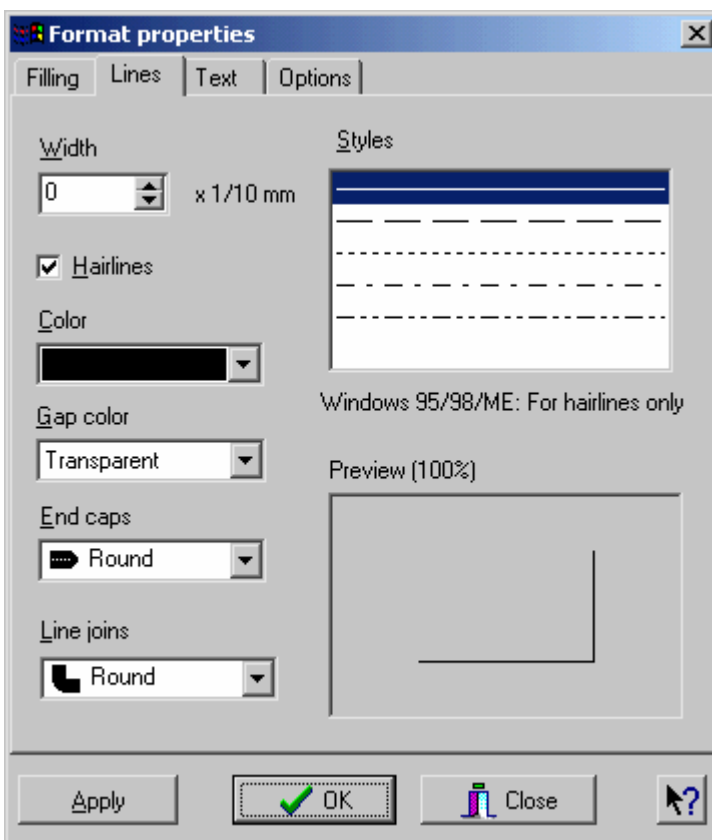 Format properties
Filling
Lines
Text
Options
Width
0
x 1/10 mm
Hairlines
Color
Gap color
Transparent
End caps
Round
Line joins
Round
Styles
Windows 95/98/ME: For hairlines only
Preview (100%)
Apply
OK
Close
?